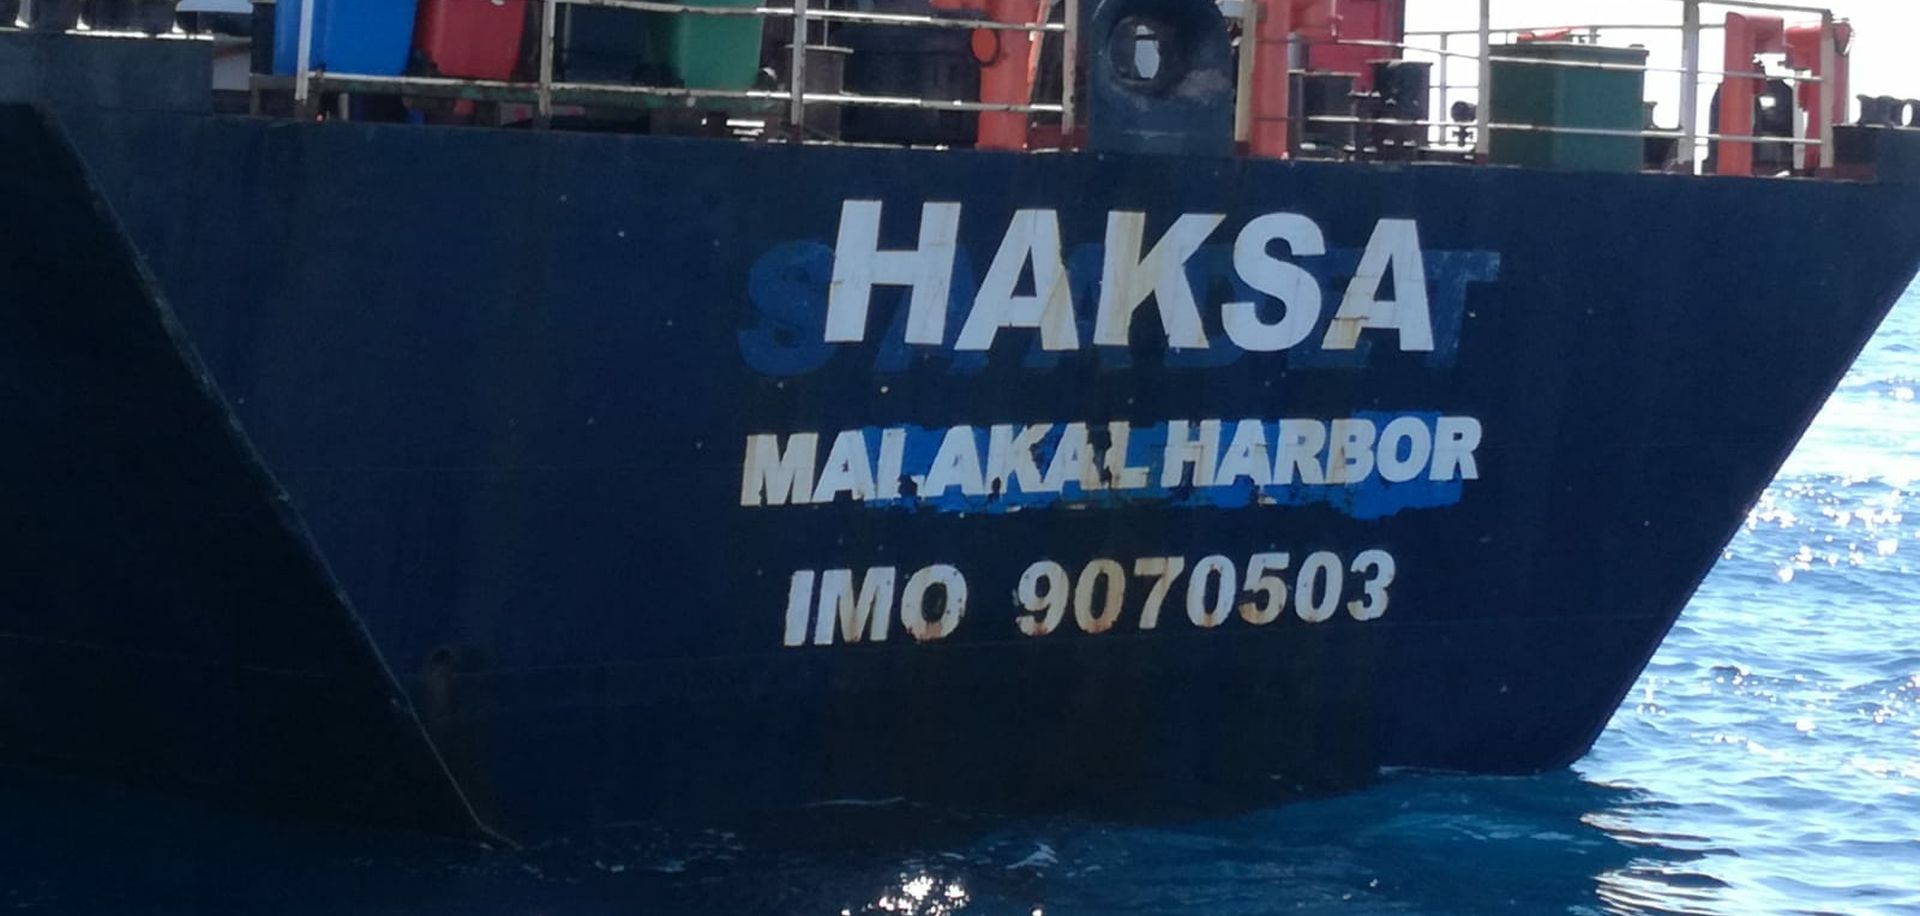 HAKSA
MALAKAL HARBOR
IMO 9070503